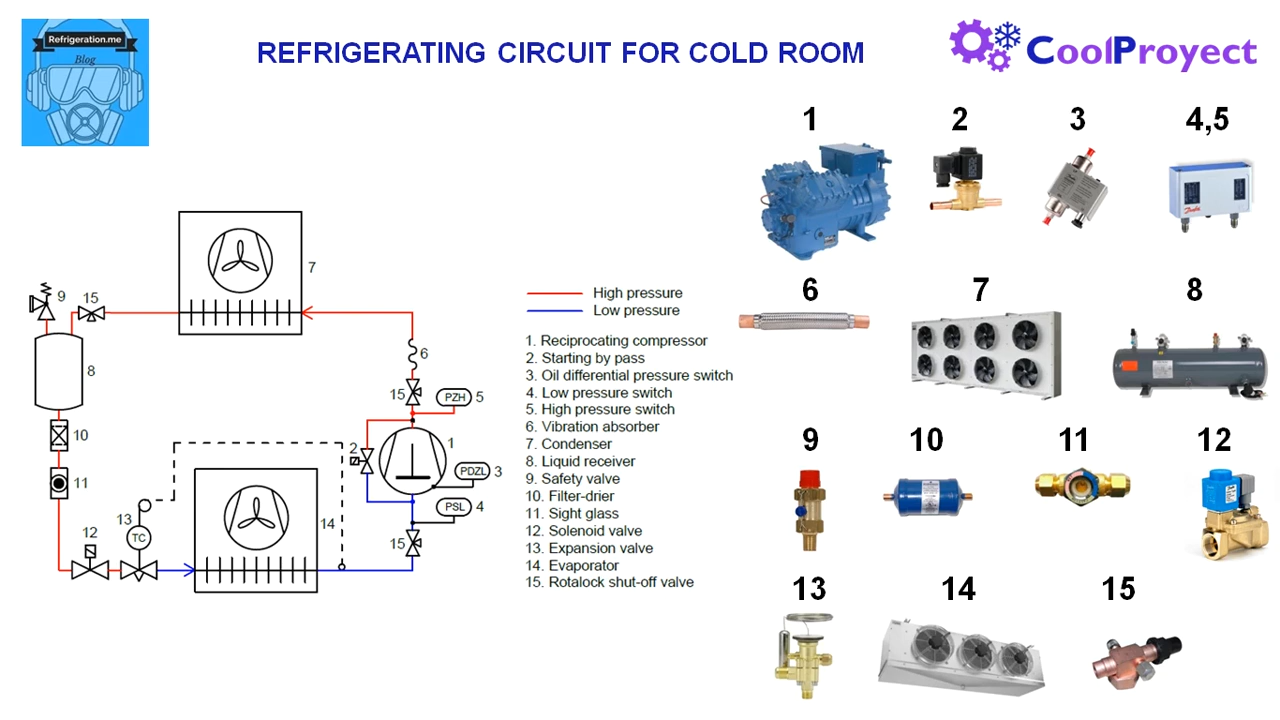 Refrigeration.me
Blog
REFRIGERATING CIRCUIT FOR COLD ROOM
CoolProyect
1
2
3
4,5
6
7
8
9
10
11
12
13
14
15
High pressure
Low pressure
1. Reciprocating compressor
2. Starting by pass
3. Oil differential pressure switch
4. Low pressure switch
5. High pressure switch
6. Vibration absorber
7. Condenser
8. Liquid receiver
9. Safety valve
10. Filter-drier
11. Sight glass
12. Solenoid valve
13. Expansion valve
14. Evaporator
15. Rotalock shut-off valve
7
9
15
8
6
15
PZH
5
10
2
1
11
PDZL
3
PSL
4
13
14
12
TC
15